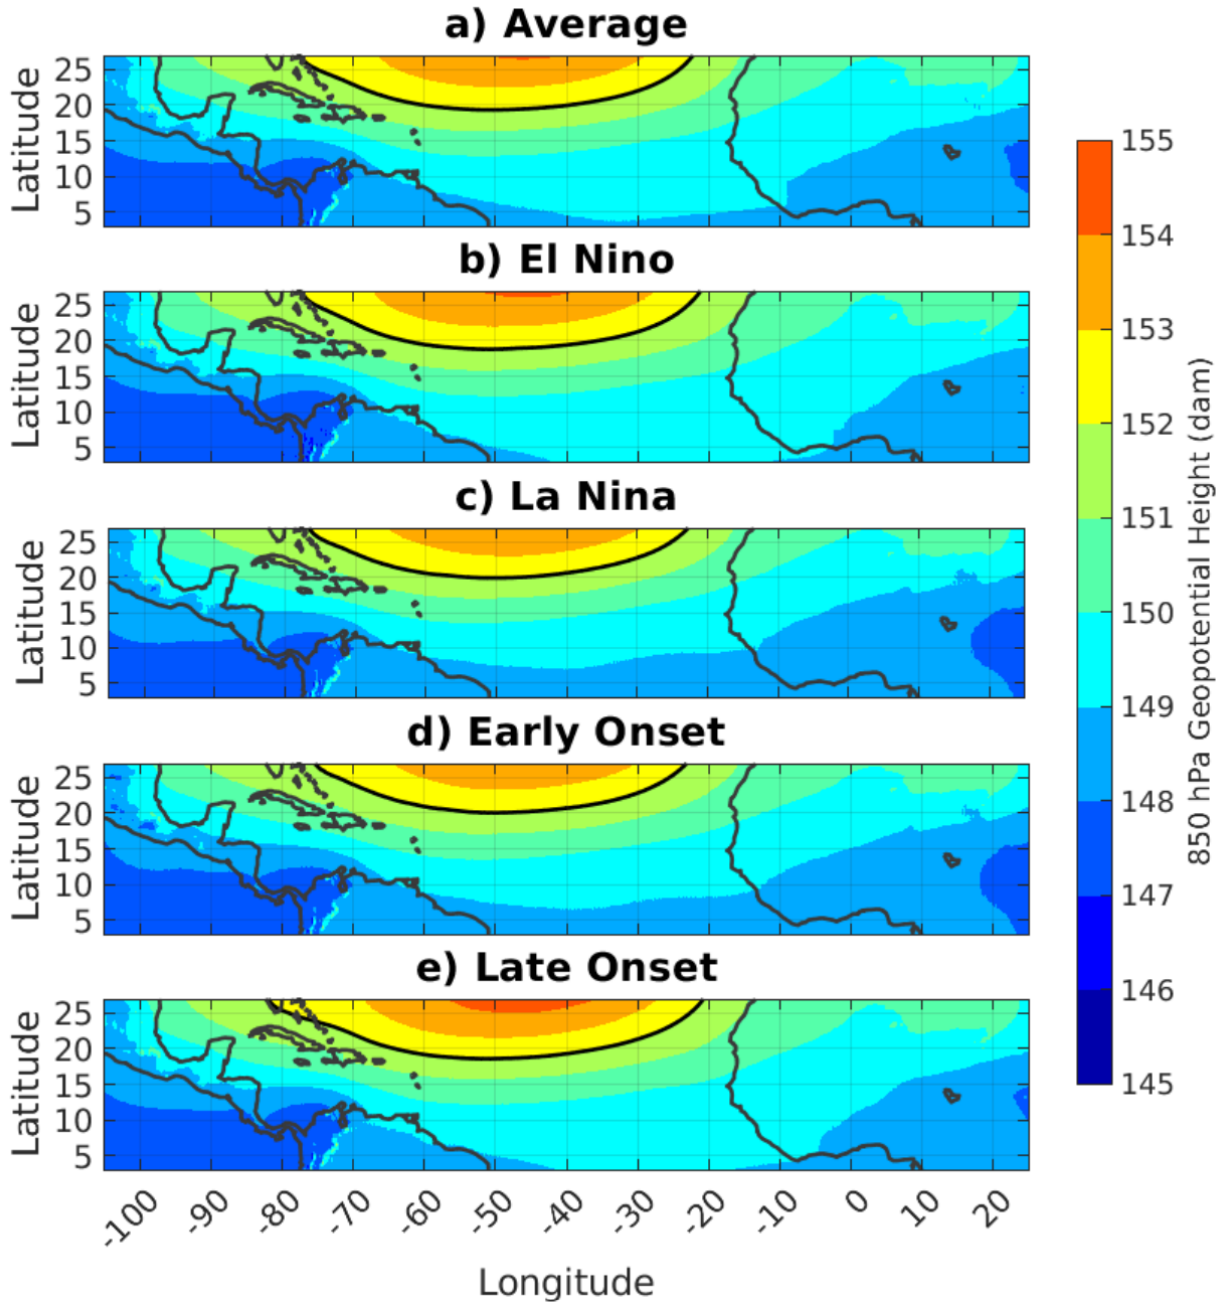 a) Average
Latitude
25
20
15
10
5
b) El Nino
Latitude
25
20
15
10
5
c) La Nina
Latitude
25
20
15
10
5
d) Early Onset
Latitude
25
20
15
10
5
e) Late Onset
Latitude
25
20
15
10
5
-100 -90 -80 -70 -60 -50 -40 -30 -20 -10 0 10 20
Longitude
155
154
153
152
151
150
149
148
147
146
145
850 hPa Geopotential Height (dam)